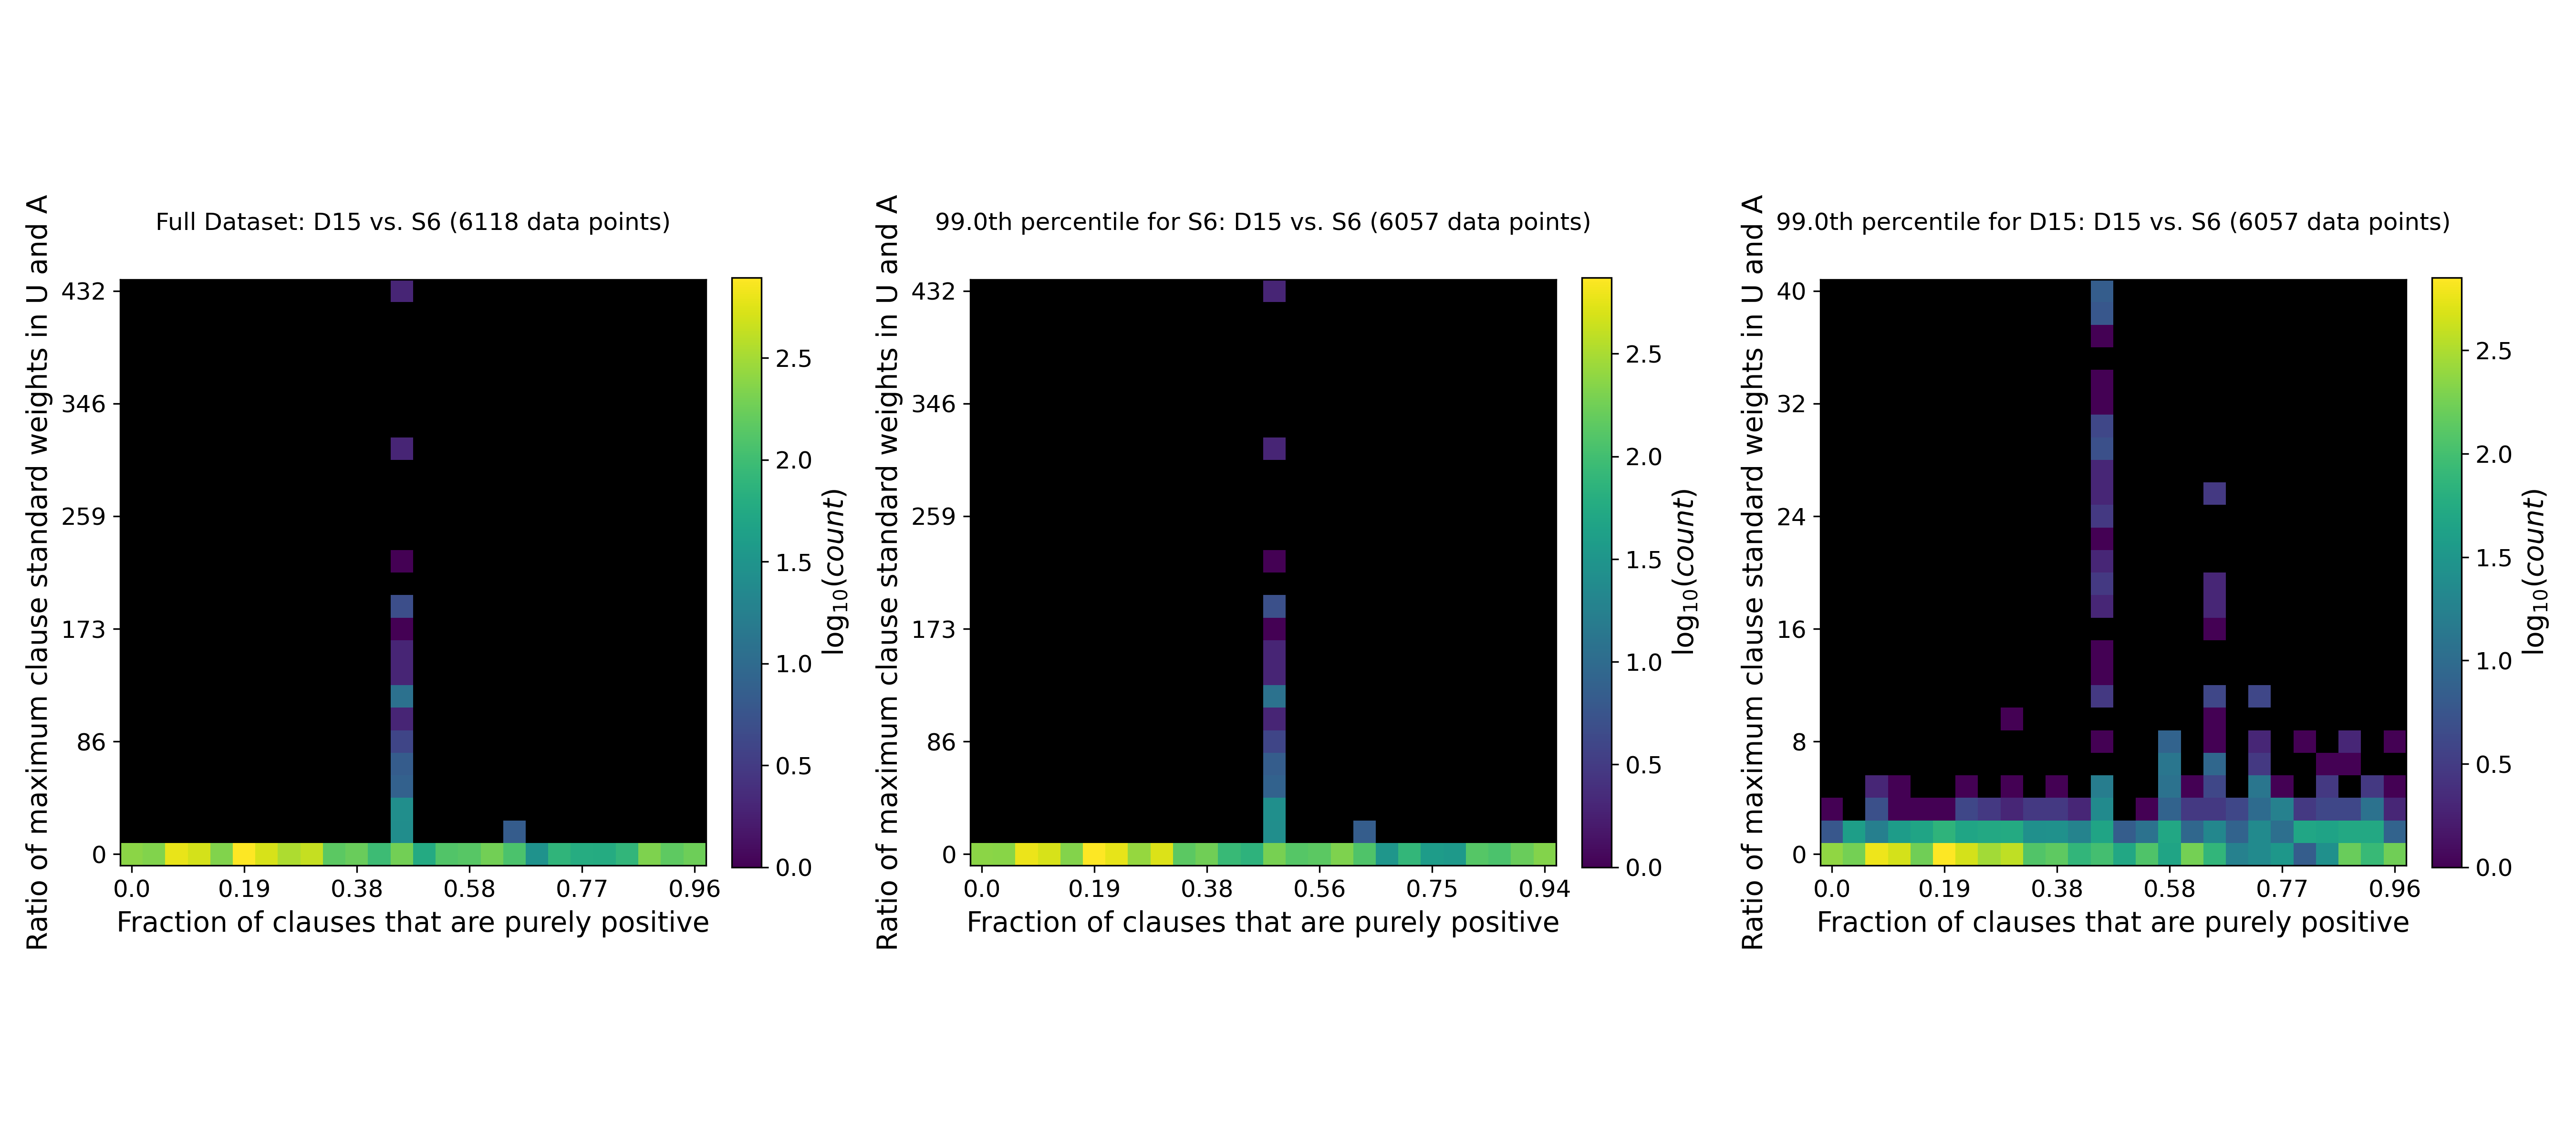 Full Dataset: D15 vs. S6 (6118 data points)
Ratio of maximum clause standard weights in U and A
432
346
259
173
86
0
0.0 0.19 0.38 0.58 0.77 0.96
Fraction of clauses that are purely positive
2.5
2.0
1.5
1.0
0.5
0.0
log10(count)
99.0th percentile for S6: D15 vs. S6 (6057 data points)
Ratio of maximum clause standard weights in U and A
432
346
259
173
86
0
0.0 0.19 0.38 0.56 0.75 0.94
Fraction of clauses that are purely positive
2.5
2.0
1.5
1.0
0.5
0.0
log10(count)
99.0th percentile for D15: D15 vs. S6 (6057 data points)
Ratio of maximum clause standard weights in U and A
40
32
24
16
8
0
0.0 0.19 0.38 0.58 0.77 0.96
Fraction of clauses that are purely positive
2.5
2.0
1.5
1.0
0.5
0.0
log10(count)